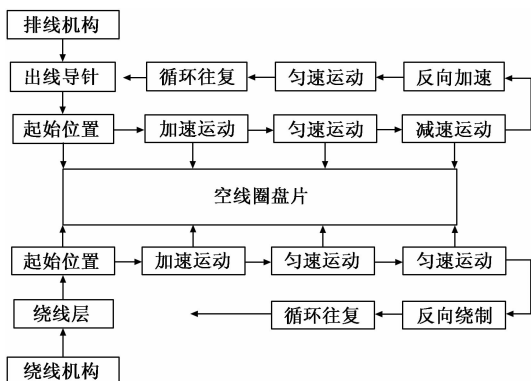 排线机构
出线导针
循环往复
匀速运动
反向加速
起始位置
加速运动
匀速运动
减速运动
空线圈盘片
起始位置
加速运动
匀速运动
匀速运动
绕线层
循环往复
反向绕制
绕线机构